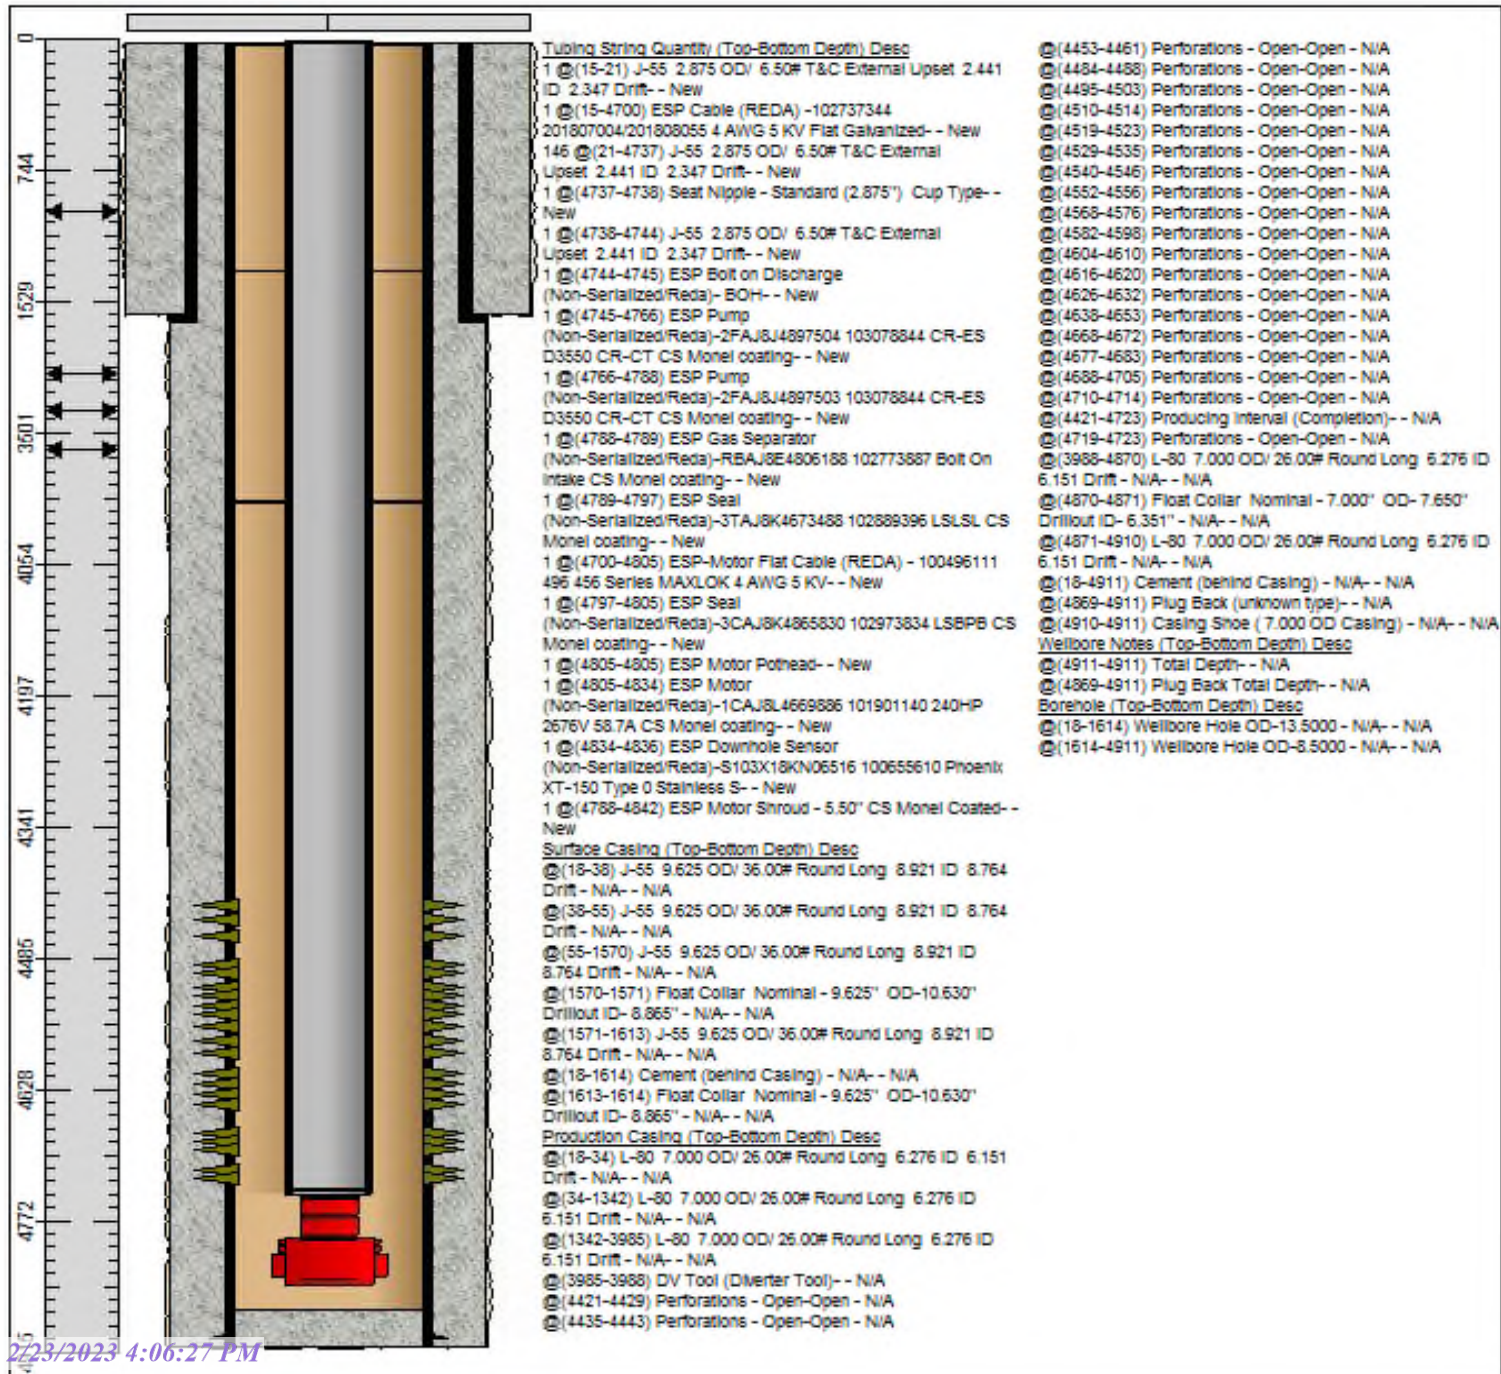 0
744
1529
3501
4054
4197
4341
4485
4628
4772
Tubing String Quantity (Top-Bottom Depth) Desc
1 @(15-21) J-55 2.875 OD/ 6.50# T&C External Upset 2.441
ID 2.347 Drift- - New
1 @(15-4700) ESP Cable (REDA) -102737344
201807004/201808055 4 AWG 5 KV Flat Galvanized- - New
146 @(21-4737) J-55 2.875 OD/ 6.50# T&C External
Upset 2.441 ID 2.347 Drift- - New
1 @(4737-4738) Seat Nipple - Standard (2.875") Cup Type- -
New
1 @(4738-4744) J-55 2.875 OD/ 6.50# T&C External
Upset 2.441 ID 2.347 Drift- - New
1 @(4744-4745) ESP Bolt on Discharge
(Non-Serialized/Reda)- BOH- - New
1 @(4745-4766) ESP Pump
(Non-Serialized/Reda)-2FAJ8J4897504 103078844 CR-ES
D3550 CR-CT CS Monel coating- - New
1 @(4766-4788) ESP Pump
(Non-Serialized/Reda)-2FAJ8J4897503 103078844 CR-ES
D3550 CR-CT CS Monel coating- - New
1 @(4788-4789) ESP Gas Separator
(Non-Serialized/Reda)-RBAJ8E4806188 102773887 Bolt On
Intake CS Monel coating- - New
1 @(4789-4797) ESP Seal
(Non-Serialized/Reda)-3TAJ8K4673488 102889396 LSLSL CS
Monel coating- - New
1 @(4700-4805) ESP-Motor Flat Cable (REDA) - 100496111
496 456 Series MAXLOK 4 AWG 5 KV- - New
1 @(4797-4805) ESP Seal
(Non-Serialized/Reda)-3CAJ8K4865830 102973834 LSBPB CS
Monel coating- - New
1 @(4805-4805) ESP Motor Pothead- - New
1 @(4805-4834) ESP Motor
(Non-Serialized/Reda)-1CAJ8L4669886 101901140 240HP
2676V 58.7A CS Monel coating- - New
1 @(4834-4836) ESP Downhole Sensor
(Non-Serialized/Reda)-S103X18KN06516 100655610 Phoenix
XT-150 Type 0 Stainless S- - New
1 @(4788-4842) ESP Motor Shroud - 5.50" CS Monel Coated- -
New
Surface Casing (Top-Bottom Depth) Desc
@(18-38) J-55 9.625 OD/ 36.00# Round Long 8.921 ID 8.764
Drift - N/A- - N/A
@(38-55) J-55 9.625 OD/ 36.00# Round Long 8.921 ID 8.764
Drift - N/A- - N/A
@(55-1570) J-55 9.625 OD/ 36.00# Round Long 8.921 ID
8.764 Drift - N/A- - N/A
@(1570-1571) Float Collar Nominal - 9.625" OD-10.630"
Drillout ID- 8.865" - N/A- - N/A
@(1571-1613) J-55 9.625 OD/ 36.00# Round Long 8.921 ID
8.764 Drift - N/A- - N/A
@(18-1614) Cement (behind Casing) - N/A- - N/A
@(1613-1614) Float Collar Nominal - 9.625" OD-10.630"
Drillout ID- 8.865" - N/A- - N/A
Production Casing (Top-Bottom Depth) Desc
@(18-34) L-80 7.000 OD/ 26.00# Round Long 6.276 ID 6.151
Drift - N/A- - N/A
@(34-1342) L-80 7.000 OD/ 26.00# Round Long 6.276 ID
6.151 Drift - N/A- - N/A
@(1342-3985) L-80 7.000 OD/ 26.00# Round Long 6.276 ID
6.151 Drift - N/A- - N/A
@(3985-3988) DV Tool (Diverter Tool)- - N/A
@(4421-4429) Perforations - Open-Open - N/A
@(4435-4443) Perforations - Open-Open - N/A
@(4453-4461) Perforations - Open-Open - N/A
@(4484-4488) Perforations - Open-Open - N/A
@(4495-4503) Perforations - Open-Open - N/A
@(4510-4514) Perforations - Open-Open - N/A
@(4519-4523) Perforations - Open-Open - N/A
@(4529-4535) Perforations - Open-Open - N/A
@(4540-4546) Perforations - Open-Open - N/A
@(4552-4556) Perforations - Open-Open - N/A
@(4568-4576) Perforations - Open-Open - N/A
@(4582-4598) Perforations - Open-Open - N/A
@(4604-4610) Perforations - Open-Open - N/A
@(4616-4620) Perforations - Open-Open - N/A
@(4626-4632) Perforations - Open-Open - N/A
@(4638-4653) Perforations - Open-Open - N/A
@(4668-4672) Perforations - Open-Open - N/A
@(4677-4683) Perforations - Open-Open - N/A
@(4688-4705) Perforations - Open-Open - N/A
@(4710-4714) Perforations - Open-Open - N/A
@(4421-4723) Producing Interval (Completion)- - N/A
@(4719-4723) Perforations - Open-Open - N/A
@(3988-4870) L-80 7.000 OD/ 26.00# Round Long 6.276 ID
6.151 Drift - N/A- - N/A
@(4870-4871) Float Collar Nominal - 7.000" OD- 7.650"
Drillout ID- 6.351" - N/A- - N/A
@(4871-4910) L-80 7.000 OD/ 26.00# Round Long 6.276 ID
6.151 Drift - N/A- - N/A
@(18-4911) Cement (behind Casing) - N/A- - N/A
@(4869-4911) Plug Back (unknown type)- - N/A
@(4910-4911) Casing Shoe ( 7.000 OD Casing) - N/A- - N/A
Wellbore Notes (Top-Bottom Depth) Desc
@(4911-4911) Total Depth- - N/A
@(4869-4911) Plug Back Total Depth- - N/A
Borehole (Top-Bottom Depth) Desc
@(18-1614) Wellbore Hole OD-13.5000 - N/A- - N/A
@(1614-4911) Wellbore Hole OD-8.5000 - N/A- - N/A
2/23/2023 4:06:27 PM